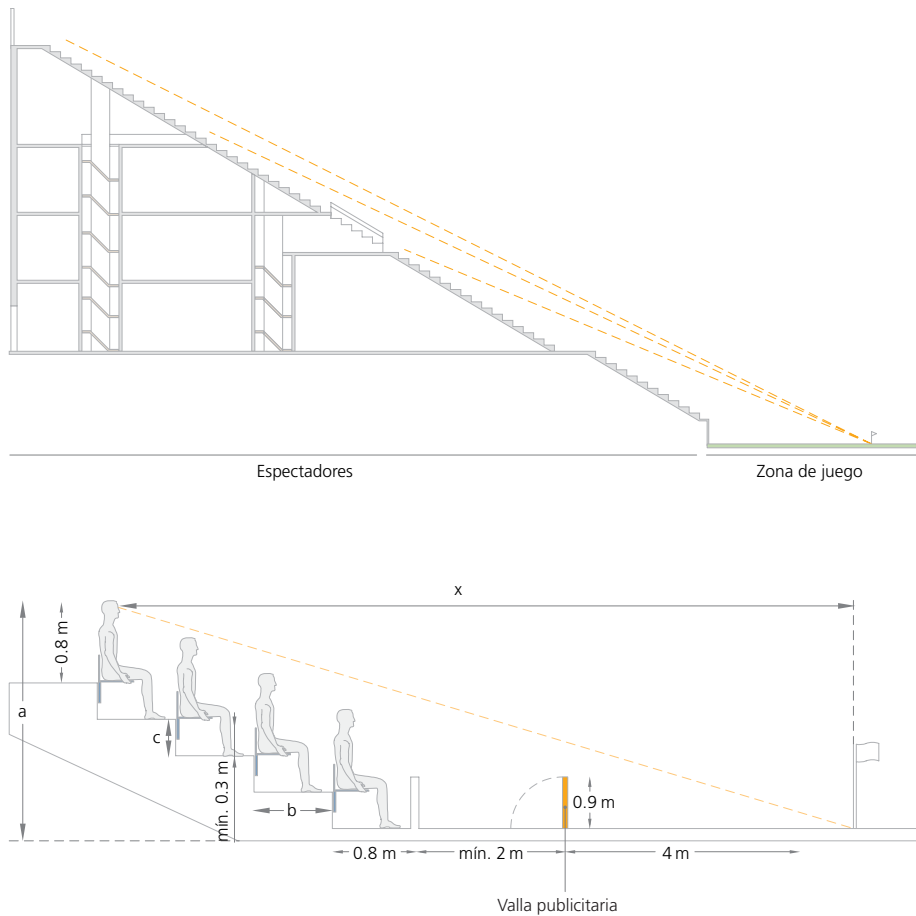 Espectadores
Zona de juego
x
0.8 m
a
c
mín. 0.3 m
b
0.9 m
0.8 m
mín. 2 m
4 m
Valla publicitaria